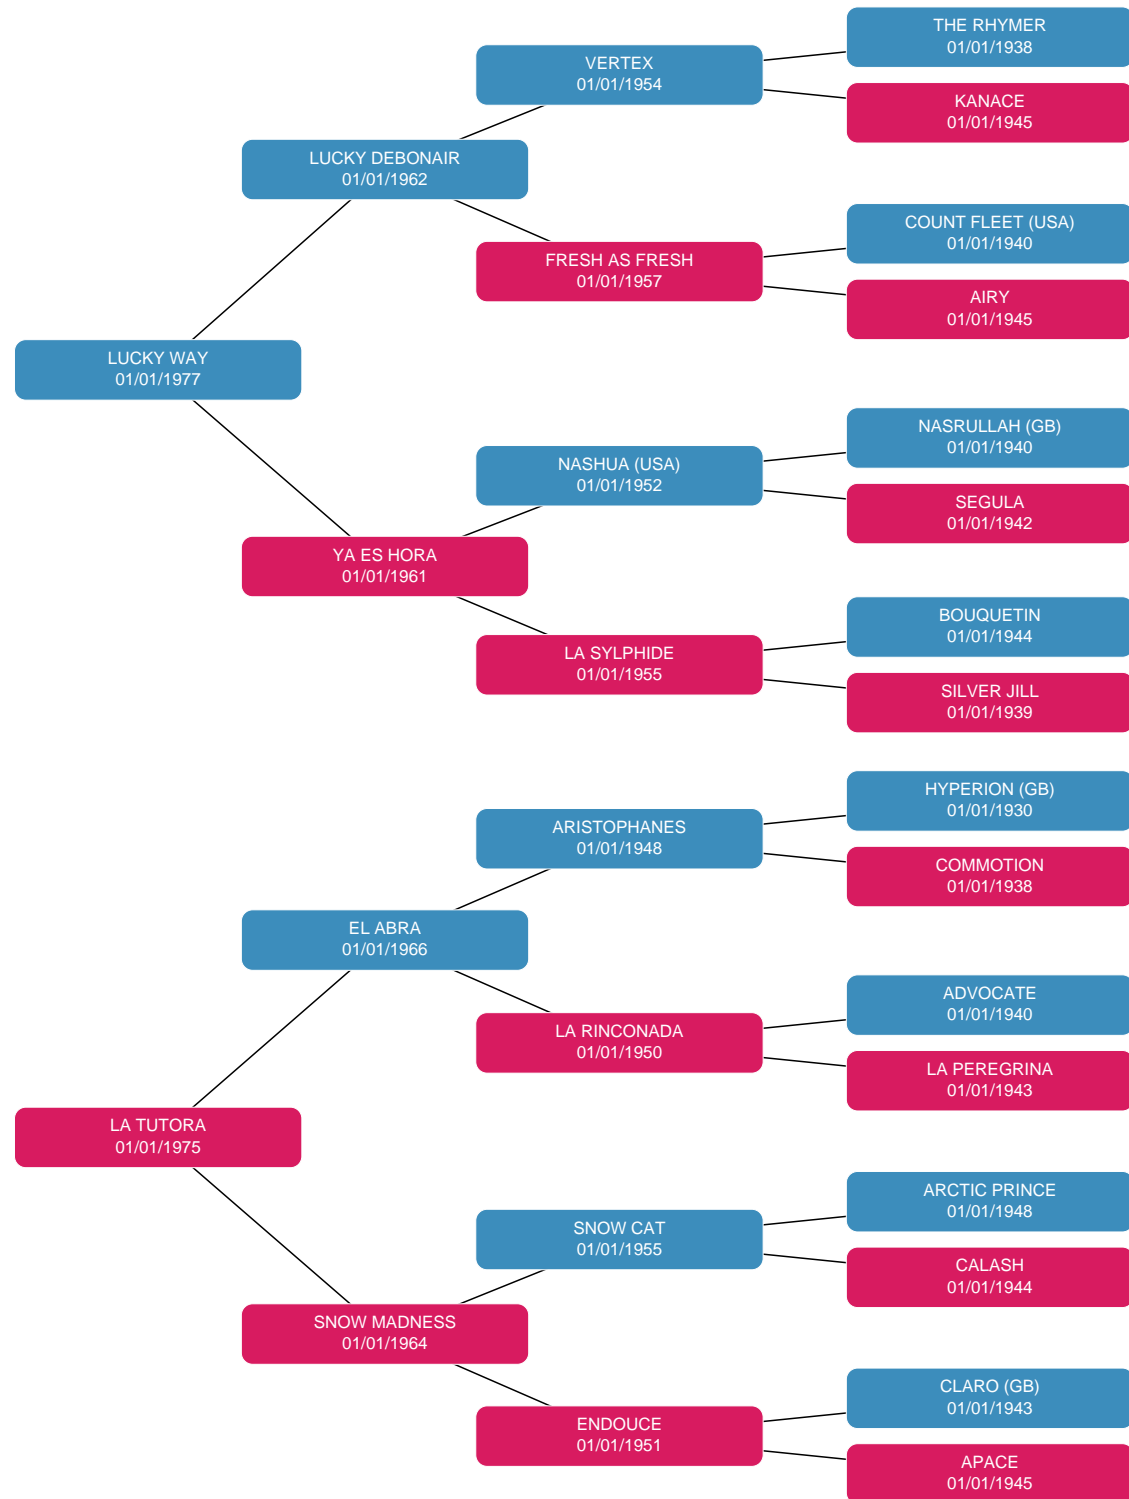 THE RHYMER
01/01/1938
VERTEX
01/01/1954
KANACE
01/01/1945
LUCKY DEBONAIR
01/01/1962
COUNT FLEET (USA)
01/01/1940
FRESH AS FRESH
01/01/1957
AIRY
01/01/1945
LUCKY WAY
01/01/1977
NASRULLAH (GB)
01/01/1940
NASHUA (USA)
01/01/1952
SEGULA
01/01/1942
YA ES HORA
01/01/1961
BOUQUETIN
01/01/1944
LA SYLPHIDE
01/01/1955
SILVER JILL
01/01/1939
HYPERION (GB)
01/01/1930
ARISTOPHANES
01/01/1948
COMMOTION
01/01/1938
EL ABRA
01/01/1966
ADVOCATE
01/01/1940
LA RINCONADA
01/01/1950
LA PEREGRINA
01/01/1943
LA TUTORA
01/01/1975
ARCTIC PRINCE
01/01/1948
SNOW CAT
01/01/1955
CALASH
01/01/1944
SNOW MADNESS
01/01/1964
CLARO (GB)
01/01/1943
ENDOUCE
01/01/1951
APACE
01/01/1945